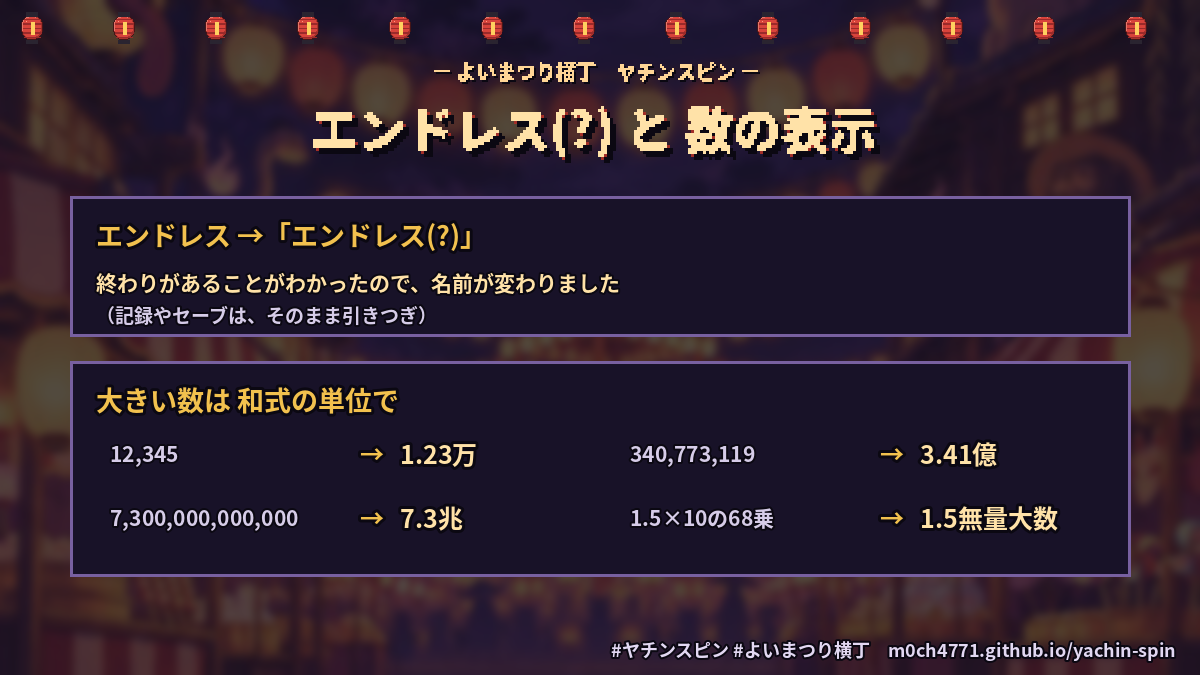 ― よいまつり横丁　ヤチンスピン ―
エンドレス(?) と 数の表示
エンドレス →「エンドレス(?)」
終わりがあることがわかったので、名前が変わりました
（記録やセーブは、そのまま引きつぎ）
大きい数は 和式の単位で
12,345 → 1.23万
340,773,119 → 3.41億
7,300,000,000,000 → 7.3兆
1.5×10の68乗 → 1.5無量大数
#ヤチンスピン #よいまつり横丁　m0ch4771.github.io/yachin-spin